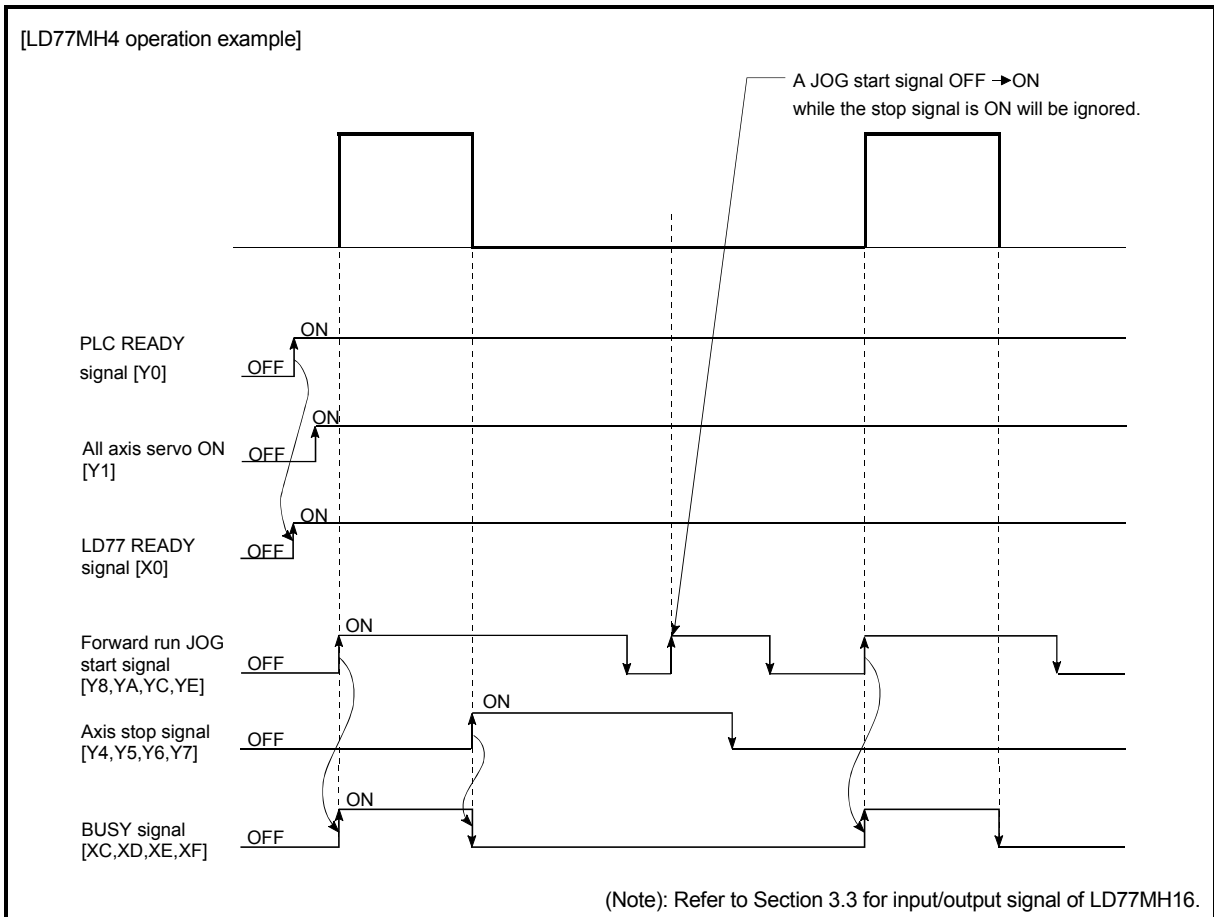 [LD77MH4 operation example]
A JOG start signal OFF → ON
while the stop signal is ON will be ignored.
ON
PLC READY
signal [Y0]
OFF
ON
All axis servo ON
[Y1]
OFF
ON
LD77 READY
signal [X0]
OFF
ON
Forward run JOG
start signal
[Y8,YA,YC,YE]
OFF
ON
Axis stop signal
[Y4,Y5,Y6,Y7]
OFF
ON
BUSY signal
[XC,XD,XE,XF]
OFF
(Note): Refer to Section 3.3 for input/output signal of LD77MH16.